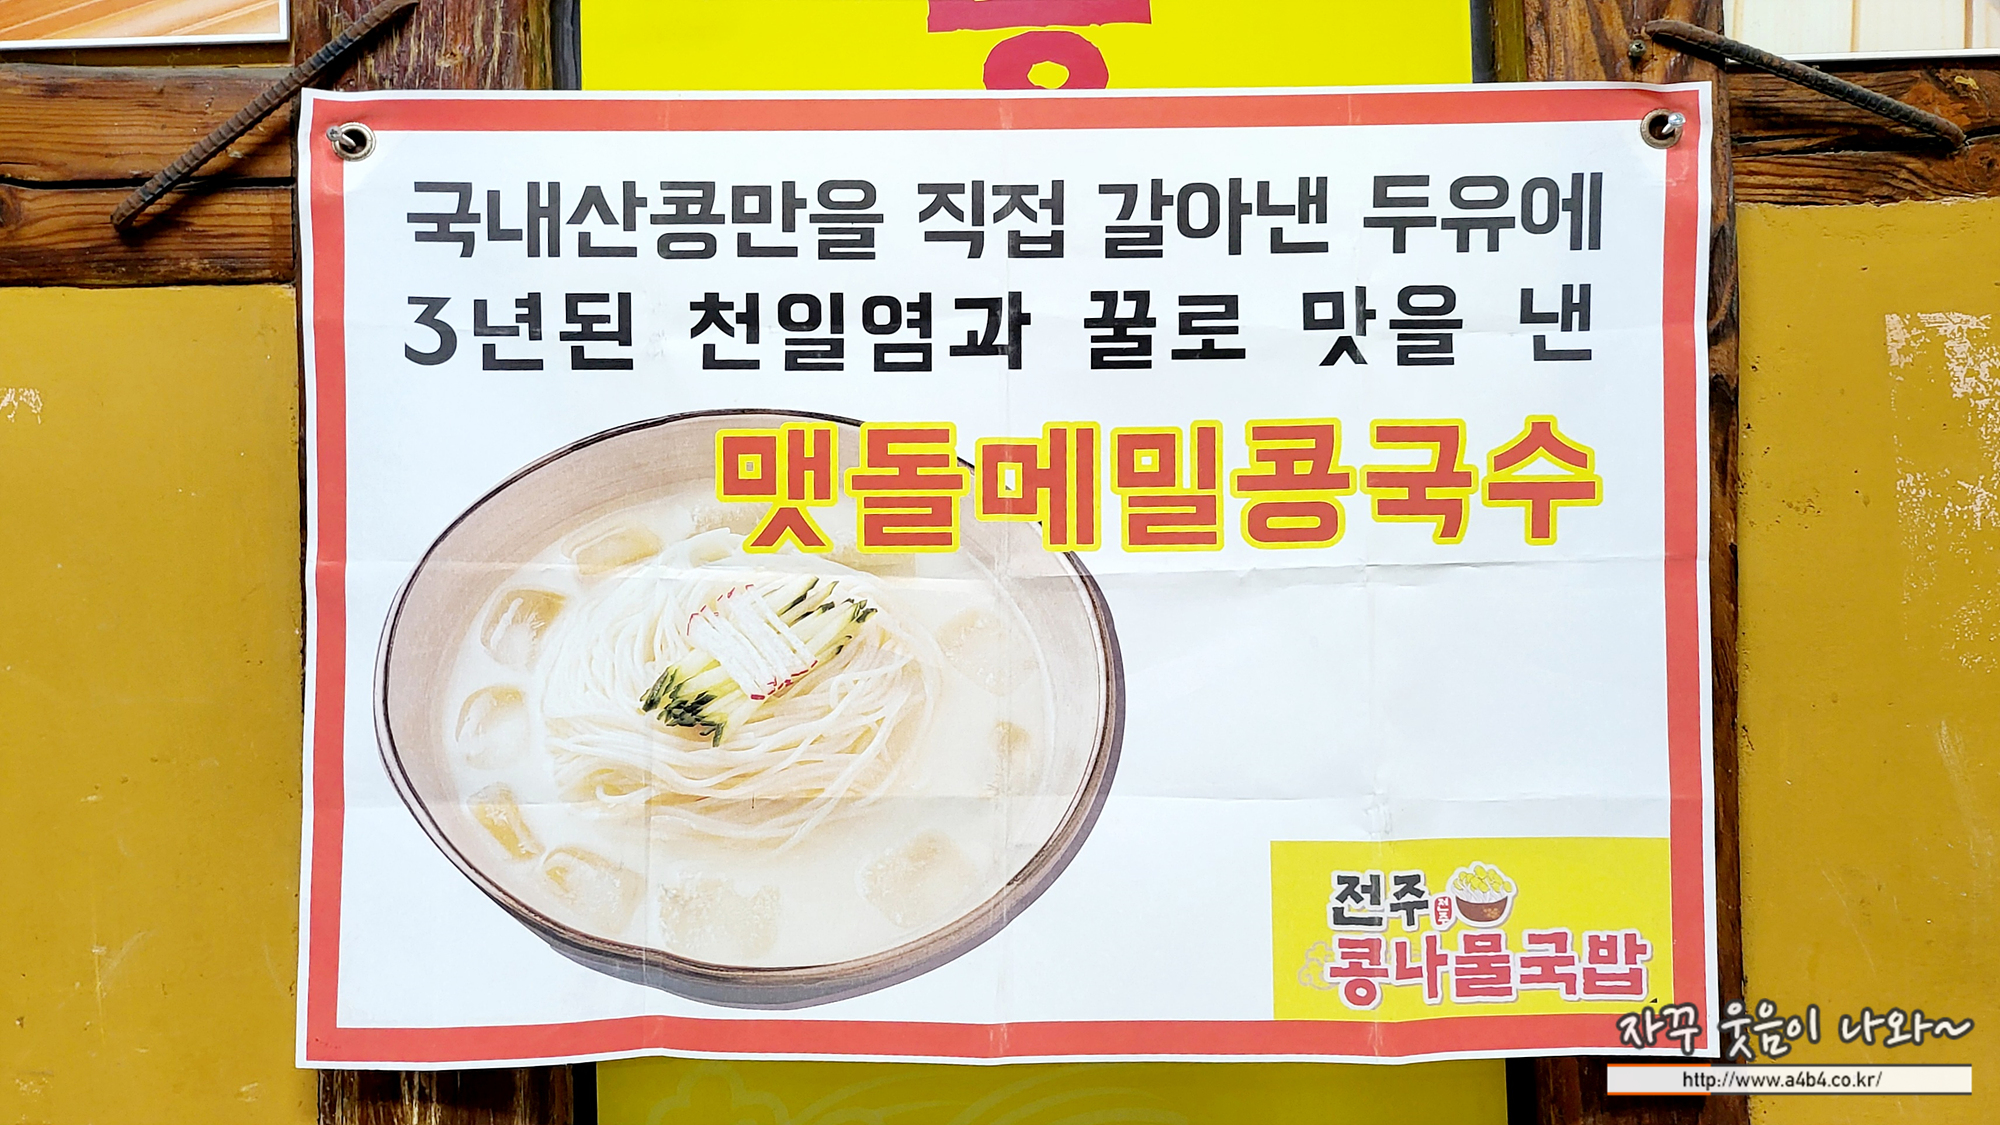 국내산콩만을 직접 갈아낸 두유에
3년된 천일염과 꿀로 맛을 낸
맷돌메밀콩국수
전주
전주
콩나물국밥
자꾸 웃음이 나와~
http://www.a4b4.co.kr/